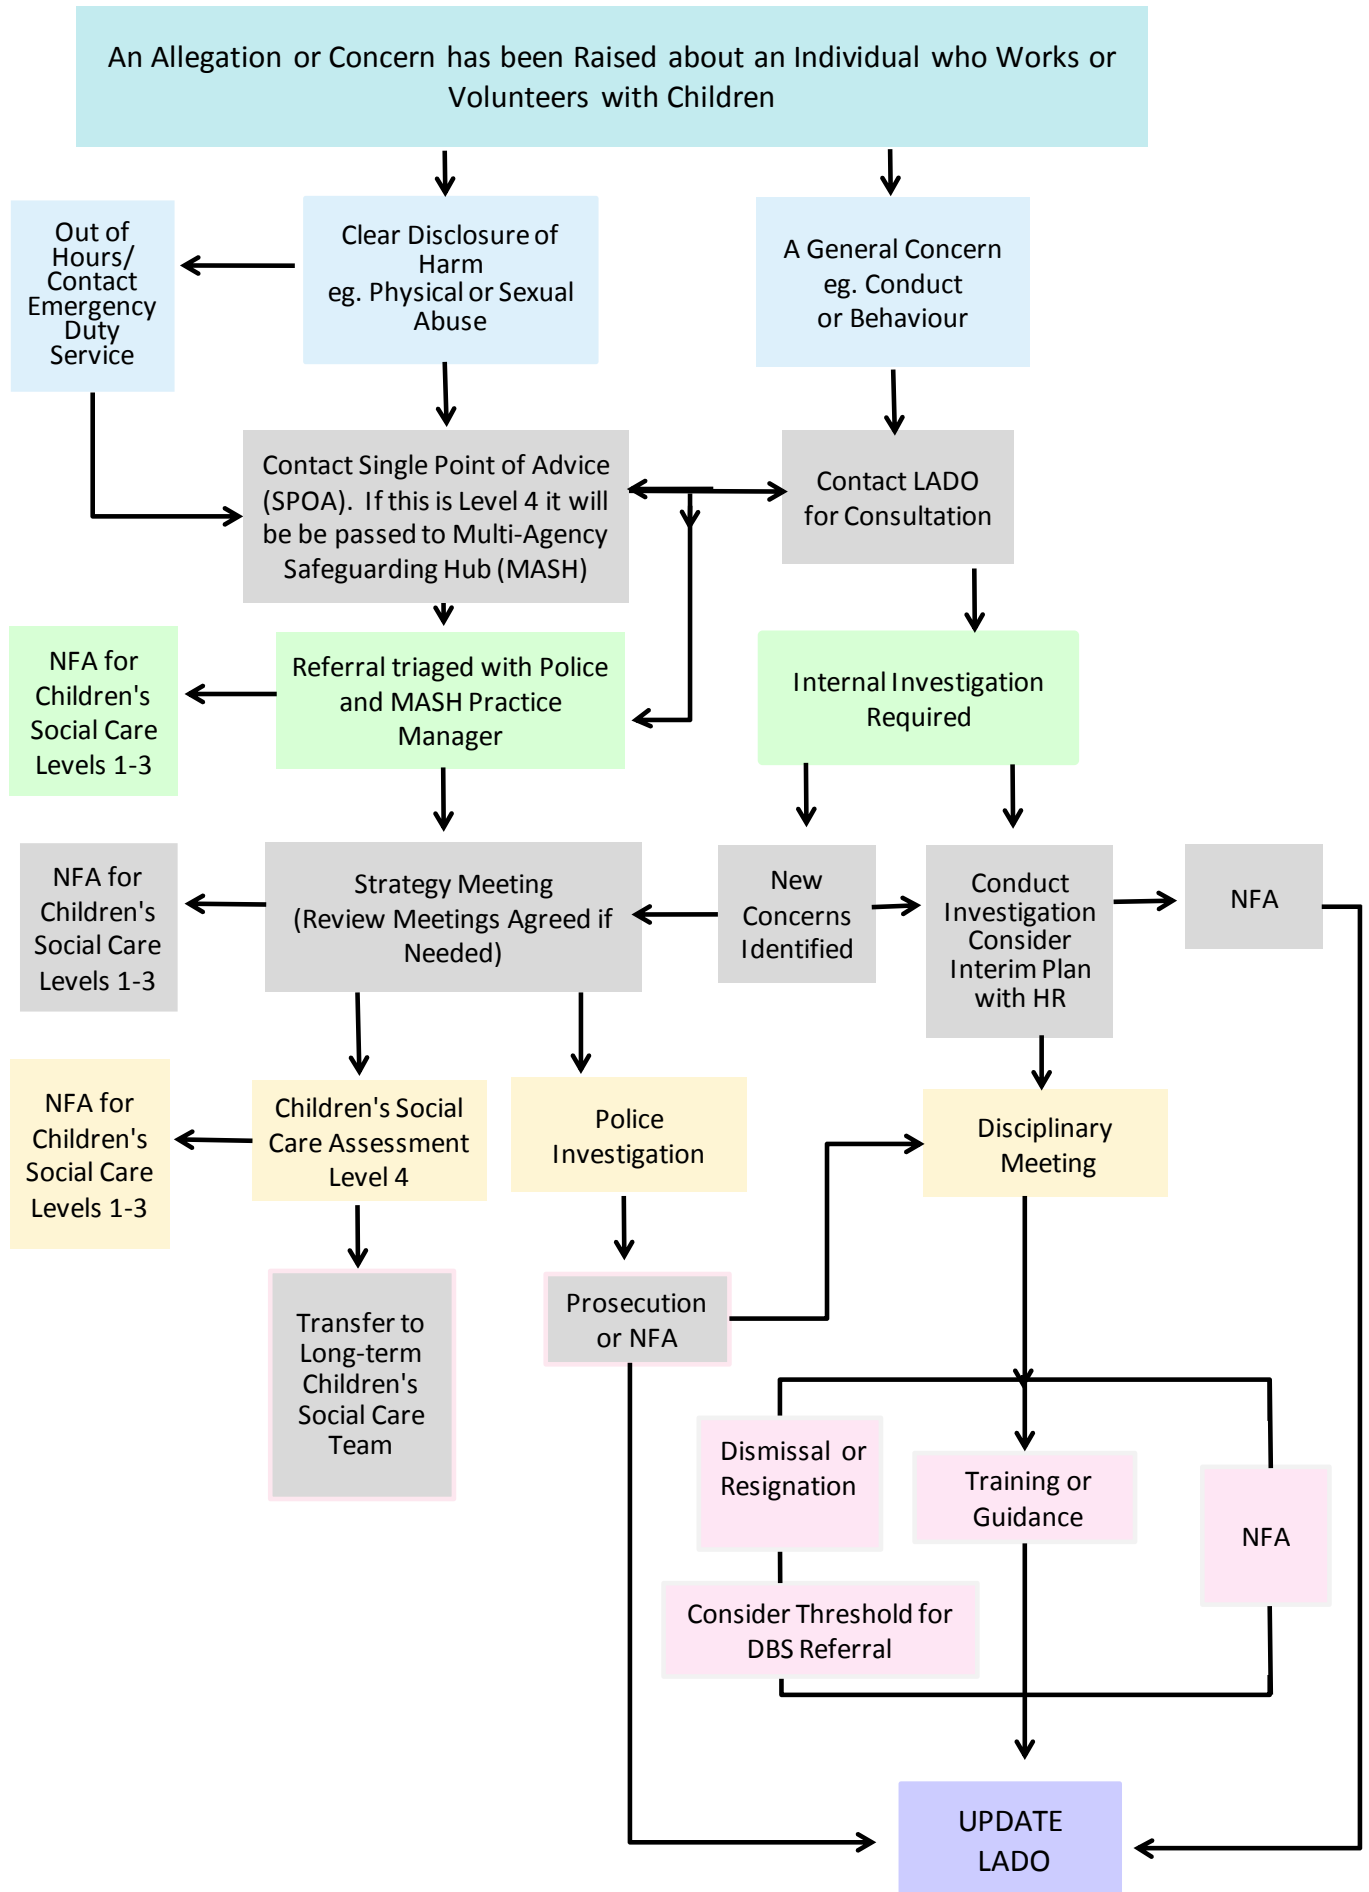 An Allegation or Concern has been Raised about an Individual who Works or
Volunteers with Children
Out of
Hours/
Contact
Emergency
Duty
Service
Clear Disclosure of
Harm
eg. Physical or Sexual
Abuse
A General Concern
eg. Conduct
or Behaviour
Contact Single Point of Advice
(SPOA). If this is Level 4 it will
be be passed to Multi-Agency
Safeguarding Hub (MASH)
Contact LADO
for Consultation
NFA for
Children's
Social Care
Levels 1-3
Referral triaged with Police
and MASH Practice
Manager
Internal Investigation
Required
NFA for
Children's
Social Care
Levels 1-3
Strategy Meeting
(Review Meetings Agreed if
Needed)
New
Concerns
Identified
Conduct
Investigation
Consider
Interim Plan
with HR
NFA
NFA for
Children's
Social Care
Levels 1-3
Children's Social
Care Assessment
Level 4
Police
Investigation
Disciplinary
Meeting
Transfer to
Long-term
Children's
Social Care
Team
Prosecution
or NFA
Dismissal or
Resignation
Training or
Guidance
NFA
Consider Threshold for
DBS Referral
UPDATE
LADO